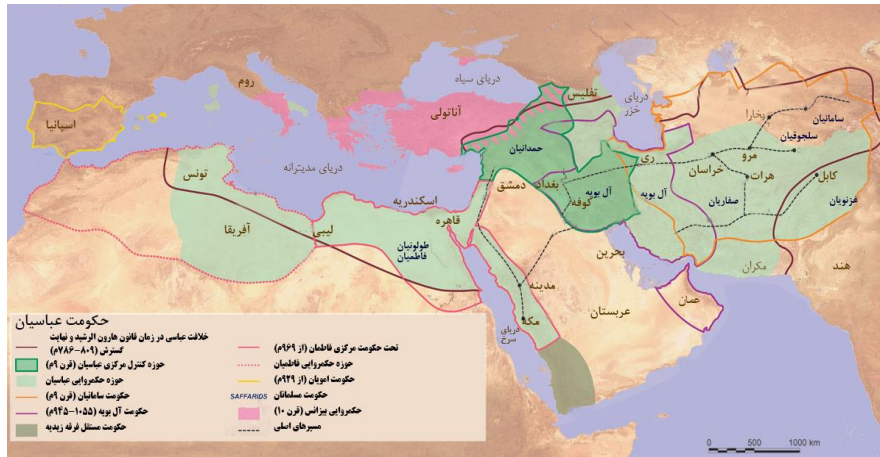 دریای سیاه
روم
تفلیس
دریای
خزر
آناتولی
اسپانیا
سامانیان
بخارا
سلجوقیان
حمدانیان
مرو
ری
دریای مدیترانه
تونس
خراسان
هرات
کابل
دمشق
بغداد
آل بویه
آل بویه
کوفه
صفاریان
غزنویان
اسکندریه
قاهره
لیبی
آفریقا
طولونیان
فاطمیان
بحرین
مکران
هند
مدینه
عمان
عربستان
مکه
دریای
سرخ
حکومت عباسیان
خلافت عباسی در زمان قانون هارون الرشید و نهایت
گسترش (۸۰۹-۷۸۶م)
حوزه کنترل مرکزی عباسیان (قرن ۹م)
حوزه حکمروایی عباسیان
حکومت سامانیان (قرن ۹م)
حکومت آل بویه (۱۰۵۵-۹۴۵م)
حکومت مستقل فرقه زیدیه
تحت حکومت مرکزی فاطمان (از ۹۶۹م)
حوزه حکمروایی فاطمیان
حکومت امویان (از ۹۲۹م)
حکومت مسلمانان
SAFFARIDS
حکمروایی بیزانس (قرن ۱۰)
مسیرهای اصلی
0 500 1000 km